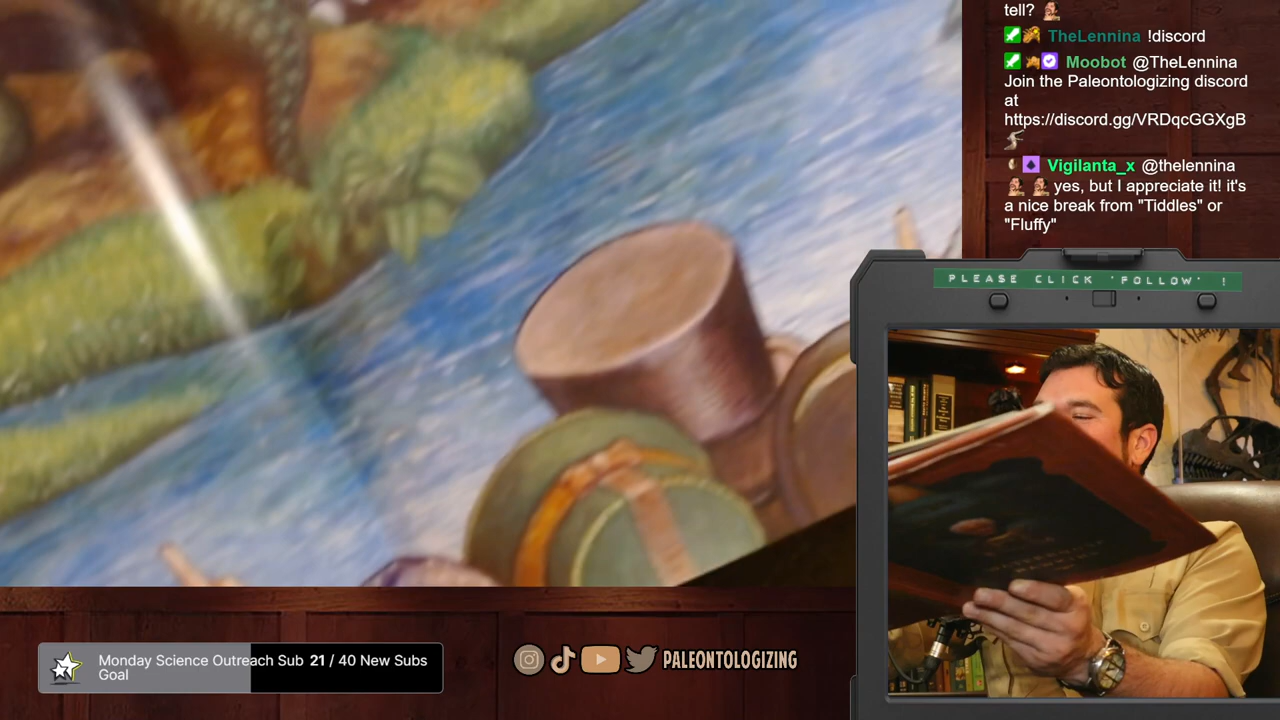 tell?
TheLennina !discord
Moobot @TheLennina
Join the Paleontologizing discord
at
https://discord.gg/VRDqcGGXgB
Vigilanta_x @thelennina
yes, but I appreciate it! it's
a nice break from "Tiddles" or
"Fluffy"
PLEASE CLICK 'FOLLOW' !
Monday Science Outreach Sub 21 / 40 New Subs
Goal
PALEONTOLOGIZING